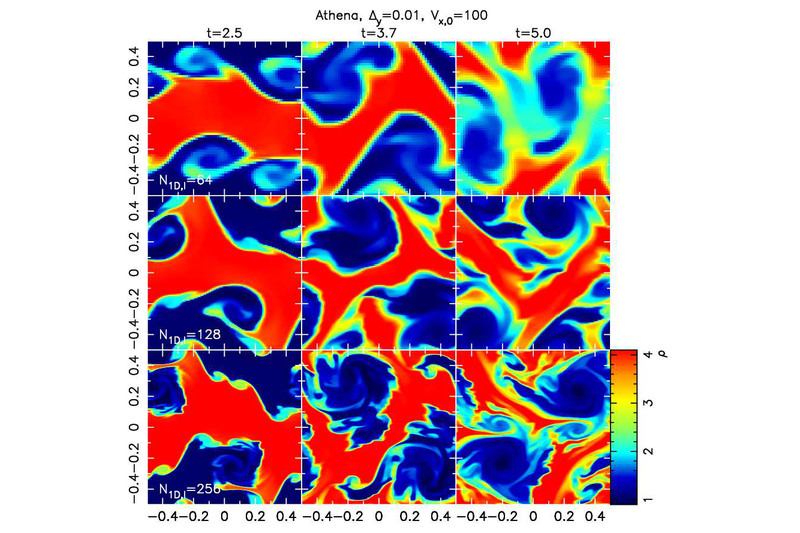 Athena, Δy=0.01, Vx,0=100
t=2.5 t=3.7 t=5.0
0.4
0.2
0
−0.4−0.2
N1D,I=64
0.4
0.2
0
−0.4−0.2
N1D,I=128
4 ρ
0.4
0.2
3
0
2
−0.4−0.2
N1D,I=256
1
−0.4−0.2 0 0.2 0.4 −0.4−0.2 0 0.2 0.4 −0.4−0.2 0 0.2 0.4